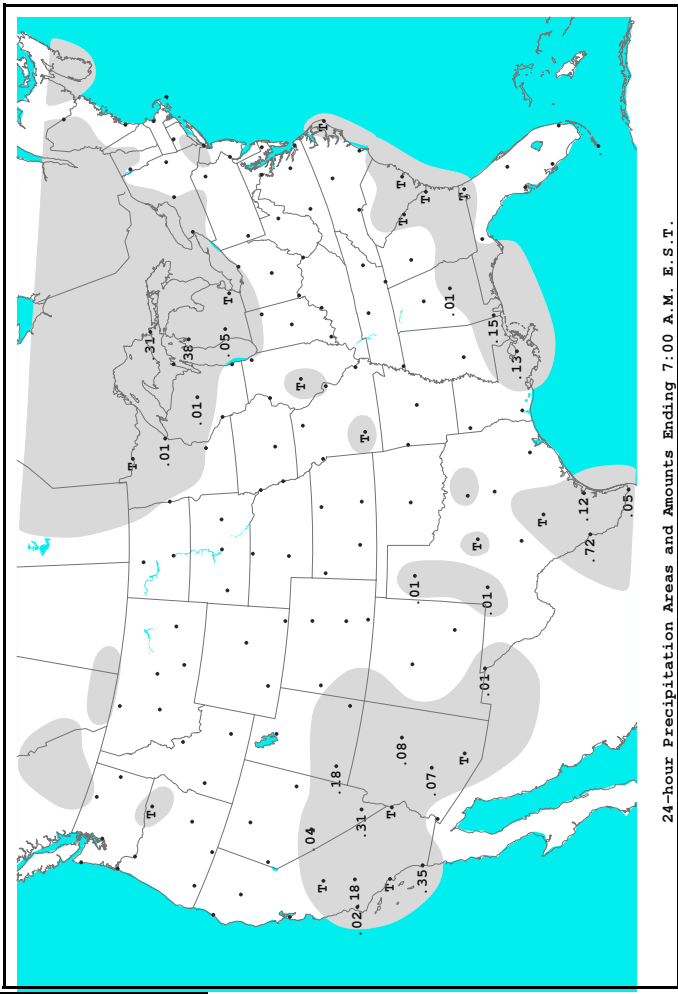 T
.31
T
.01
.38
.01
.05
T
T
.04
T
T
.18
.18
.02
.31
T
T
T
T
.08
T
.01
.35
T
.07
.01
T
T
T
.01
.01
.15
.13
T
.12
.72
.05
24-hour Precipitation Areas and Amounts Ending 7:00 A.M. E.S.T.